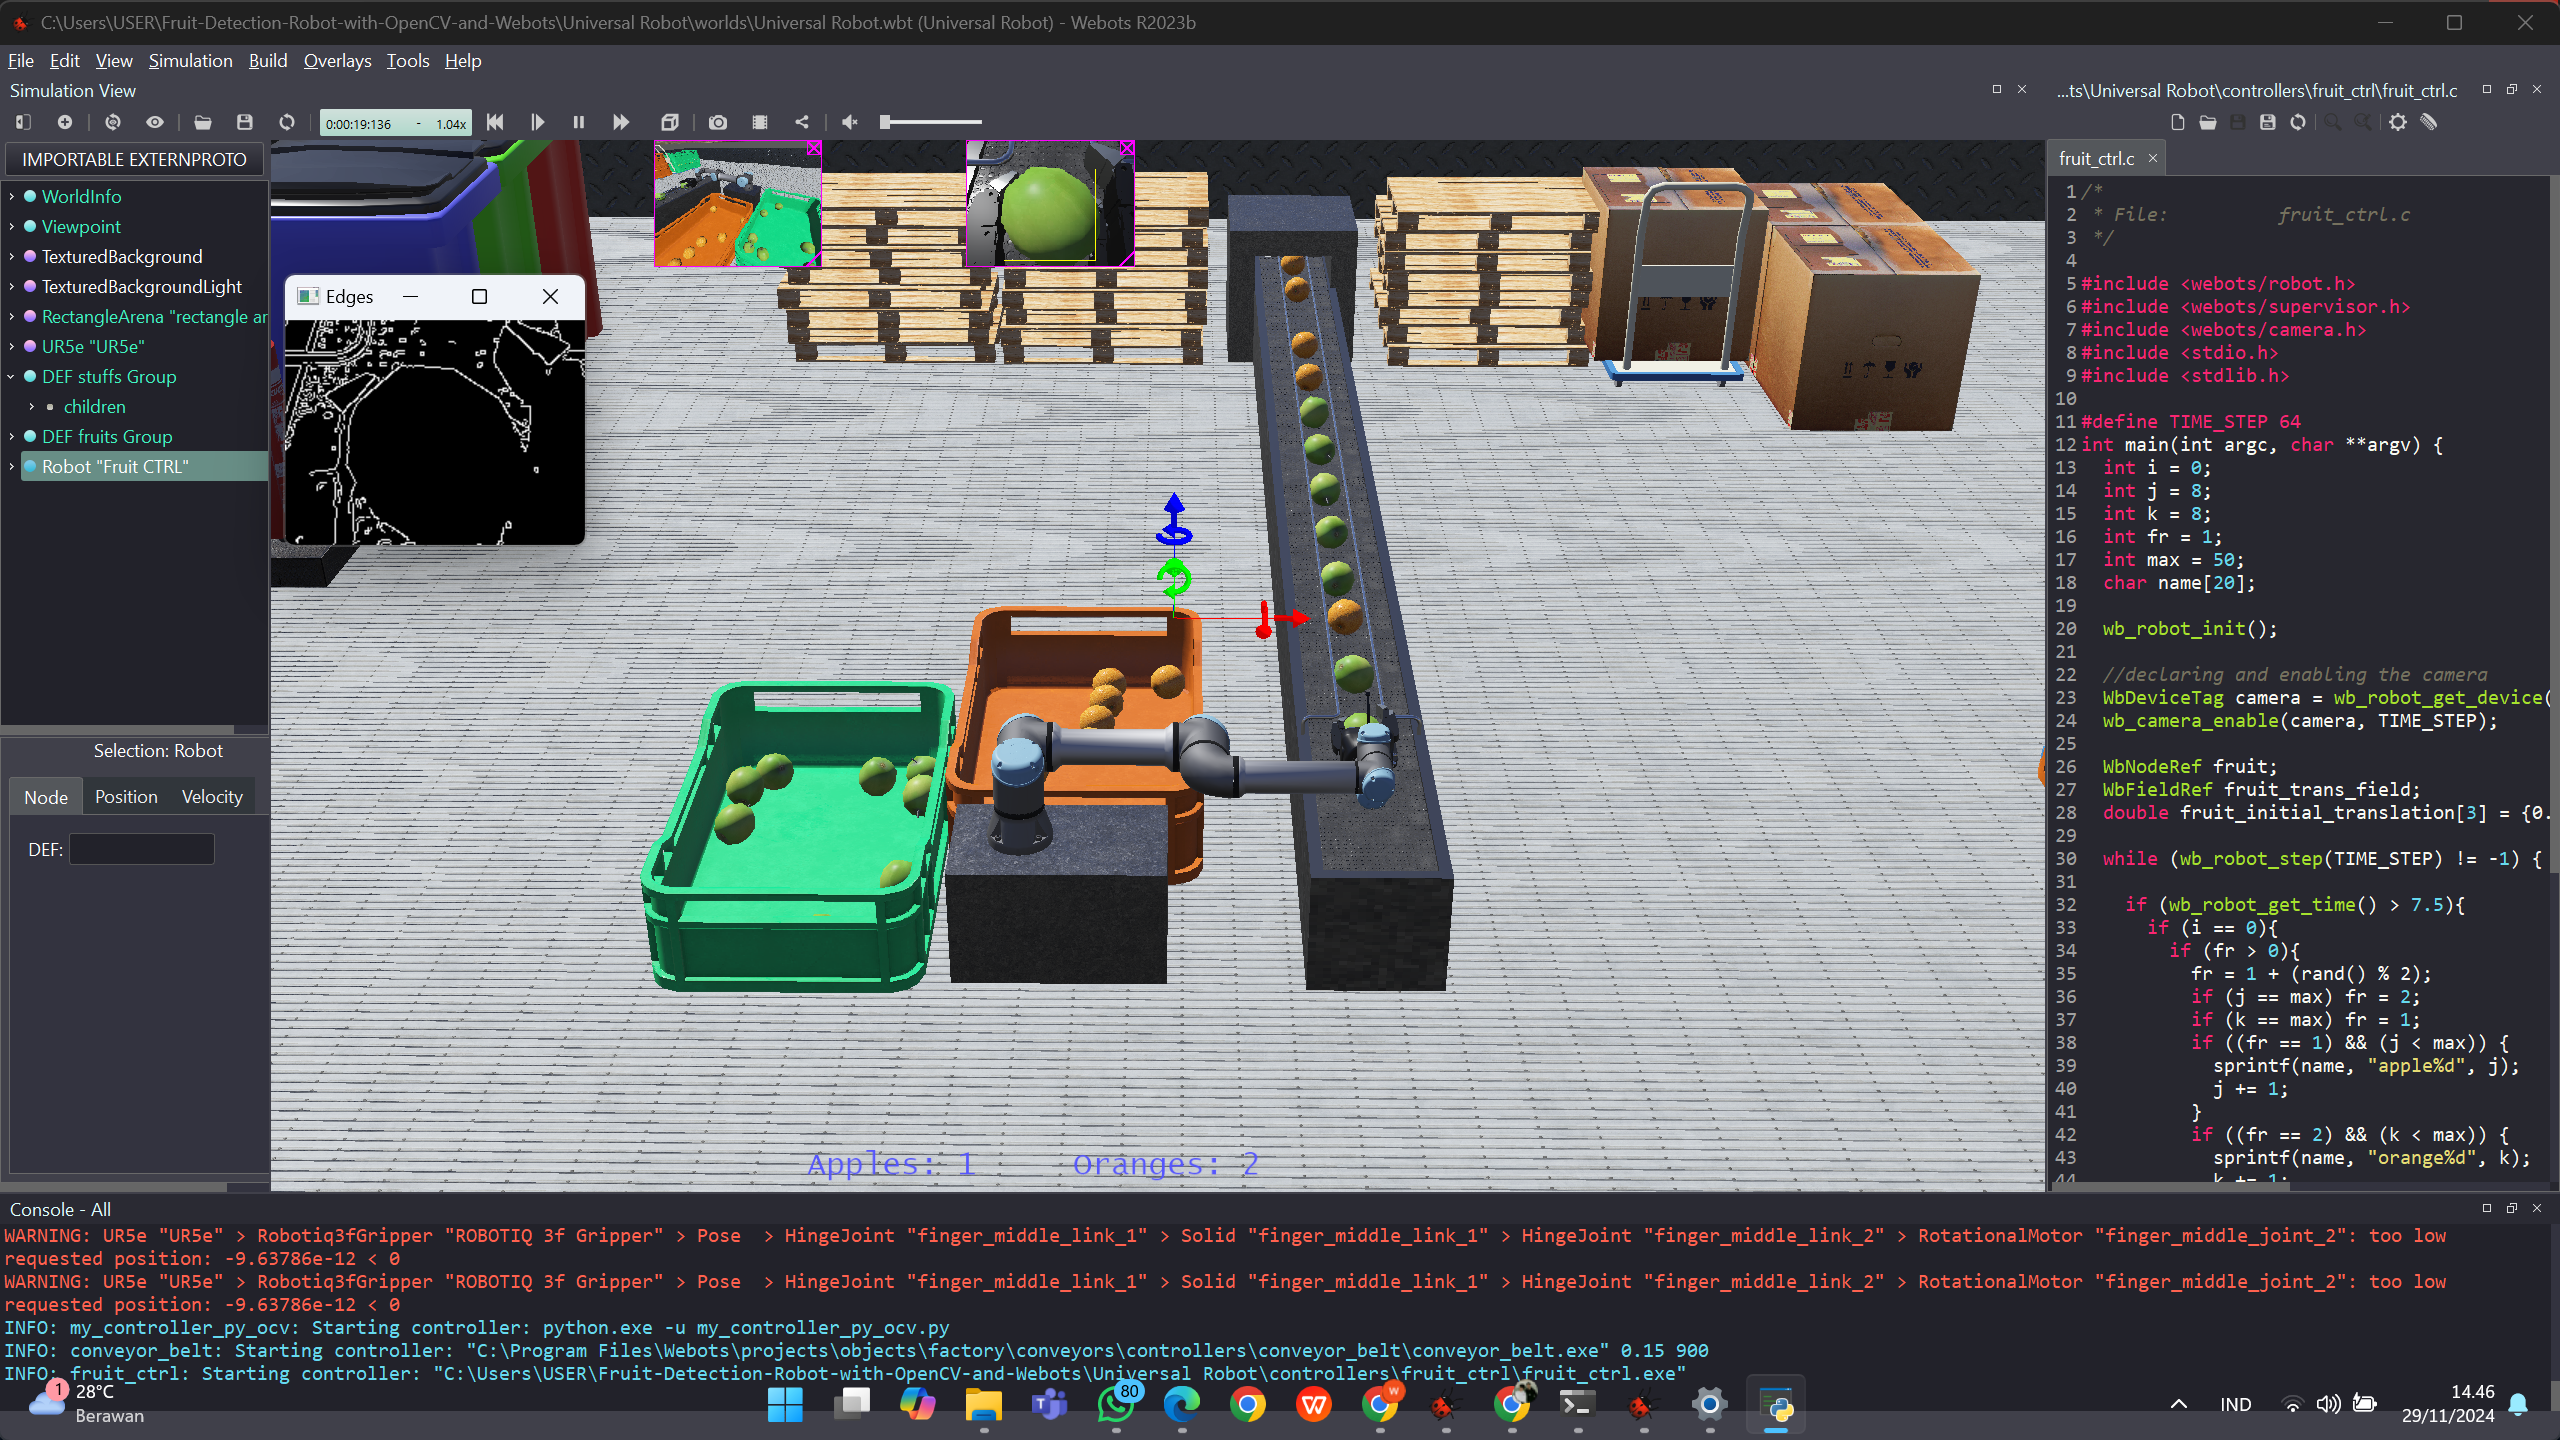 C:\Users\USER\Fruit-Detection-Robot-with-OpenCV-and-Webots\Universal Robot\worlds\Universal Robot.wbt (Universal Robot) - Webots R2023b
File Edit View Simulation Build Overlays Tools Help
Simulation View
0:00:19:136 - 1.04x
IMPORTABLE EXTERNPROTO
WorldInfo
Viewpoint
TexturedBackground
TexturedBackgroundLight
RectangleArena "rectangle ar
UR5e "UR5e"
DEF stuffs Group
children
DEF fruits Group
Robot "Fruit CTRL"
Selection: Robot
Node Position Velocity
DEF:
Edges
Apples: 1 Oranges: 2
...ts\Universal Robot\controllers\fruit_ctrl\fruit_ctrl.c
fruit_ctrl.c
1 /*
2 * File: fruit_ctrl.c
3 */
4
5 #include <webots/robot.h>
6 #include <webots/supervisor.h>
7 #include <webots/camera.h>
8 #include <stdio.h>
9 #include <stdlib.h>
10
11 #define TIME_STEP 64
12 int main(int argc, char **argv) {
13 int i = 0;
14 int j = 8;
15 int k = 8;
16 int fr = 1;
17 int max = 50;
18 char name[20];
19
20 wb_robot_init();
21
22 //declaring and enabling the camera
23 WbDeviceTag camera = wb_robot_get_device(
24 wb_camera_enable(camera, TIME_STEP);
25
26 WbNodeRef fruit;
27 WbFieldRef fruit_trans_field;
28 double fruit_initial_translation[3] = {0.
29
30 while (wb_robot_step(TIME_STEP) != -1) {
31
32 if (wb_robot_get_time() > 7.5){
33 if (i == 0){
34 if (fr > 0){
35 fr = 1 + (rand() % 2);
36 if (j == max) fr = 2;
37 if (k == max) fr = 1;
38 if ((fr == 1) && (j < max)) {
39 sprintf(name, "apple%d", j);
40 j += 1;
41 }
42 if ((fr == 2) && (k < max)) {
43 sprintf(name, "orange%d", k);
44 k += 1;
Console - All
WARNING: UR5e "UR5e" > Robotiq3fGripper "ROBOTIQ 3f Gripper" > Pose > HingeJoint "finger_middle_link_1" > Solid "finger_middle_link_1" > HingeJoint "finger_middle_link_2" > RotationalMotor "finger_middle_joint_2": too low
requested position: -9.63786e-12 < 0
WARNING: UR5e "UR5e" > Robotiq3fGripper "ROBOTIQ 3f Gripper" > Pose > HingeJoint "finger_middle_link_1" > Solid "finger_middle_link_1" > HingeJoint "finger_middle_link_2" > RotationalMotor "finger_middle_joint_2": too low
requested position: -9.63786e-12 < 0
INFO: my_controller_py_ocv: Starting controller: python.exe -u my_controller_py_ocv.py
INFO: conveyor_belt: Starting controller: "C:\Program Files\Webots\projects\objects\factory\conveyors\controllers\conveyor_belt\conveyor_belt.exe" 0.15 900
INFO: fruit_ctrl: Starting controller: "C:\Users\USER\Fruit-Detection-Robot-with-OpenCV-and-Webots\Universal Robot\controllers\fruit_ctrl\fruit_ctrl.exe"
1
28°C
Berawan
80
W
W
IND
14.46
29/11/2024